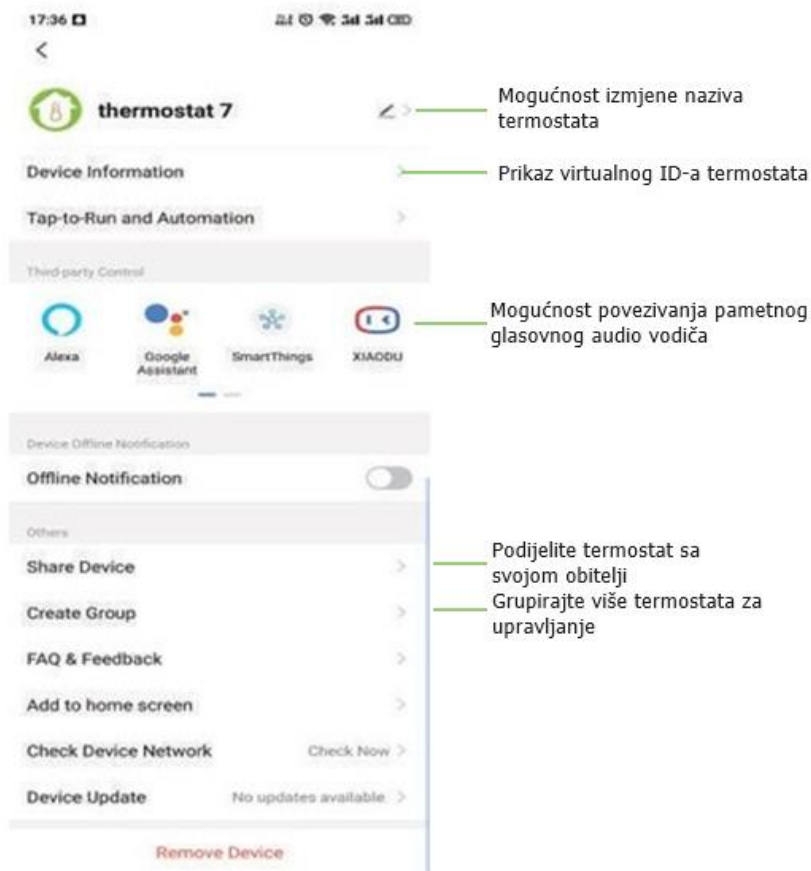 17:36
thermostat 7
Mogućnost izmjene naziva
termostata
Device Information
Prikaz virtualnog ID-a termostata
Tap-to-Run and Automation
Third-party Control
Alexa
Google
Assistant
SmartThings
XIAODU
Mogućnost povezivanja pametnog
glasovnog audio vodiča
Device Offline Notification
Offline Notification
Others
Share Device
Podijelite termostat sa
svojom obitelji
Create Group
Grupirajte više termostata za
upravljanje
FAQ & Feedback
Add to home screen
Check Device Network Check Now
Device Update No updates available
Remove Device